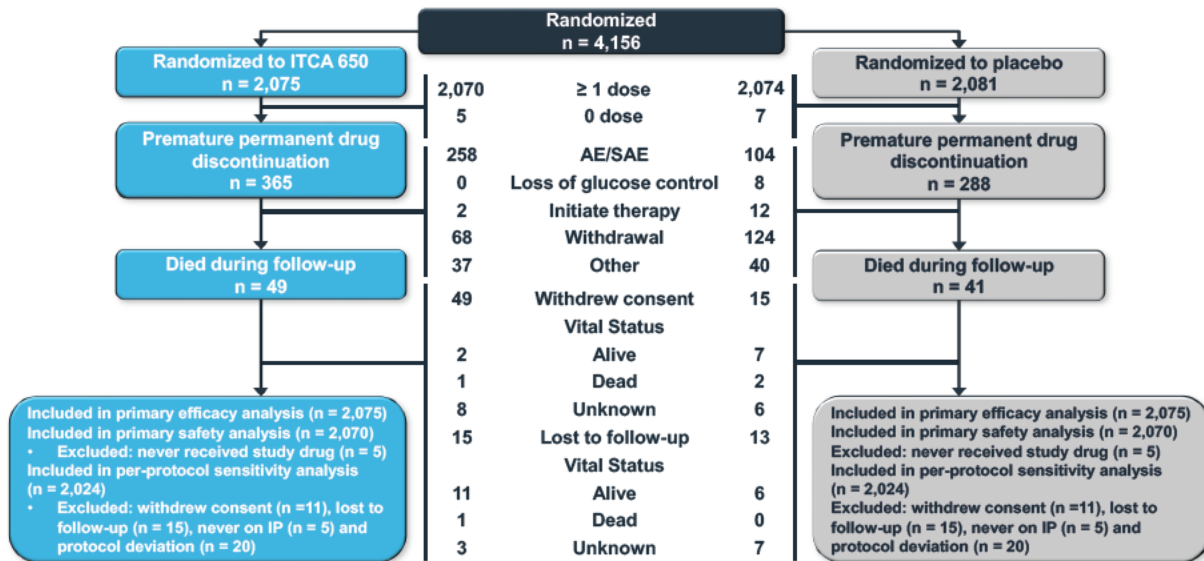 Randomized
n = 4,156
Randomized to ITCA 650
n = 2,075
Randomized to placebo
n = 2,081
2,070 ≥ 1 dose 2,074
5 0 dose 7
Premature permanent drug
discontinuation
n = 365
Premature permanent drug
discontinuation
n = 288
258 AE/SAE 104
0 Loss of glucose control 8
2 Initiate therapy 12
68 Withdrawal 124
37 Other 40
Died during follow-up
n = 49
Died during follow-up
n = 41
49 Withdrew consent 15
Vital Status
2 Alive 7
1 Dead 2
8 Unknown 6
15 Lost to follow-up 13
Vital Status
11 Alive 6
1 Dead 0
3 Unknown 7
Included in primary efficacy analysis (n = 2,075)
Included in primary safety analysis (n = 2,070)
• Excluded: never received study drug (n = 5)
Included in per-protocol sensitivity analysis
(n = 2,024)
• Excluded: withdrew consent (n =11), lost to
follow-up (n = 15), never on IP (n = 5) and
protocol deviation (n = 20)
Included in primary efficacy analysis (n = 2,075)
Included in primary safety analysis (n = 2,070)
Excluded: never received study drug (n = 5)
Included in per-protocol sensitivity analysis
(n = 2,024)
Excluded: withdrew consent (n =11), lost to
follow-up (n = 15), never on IP (n = 5) and
protocol deviation (n = 20)